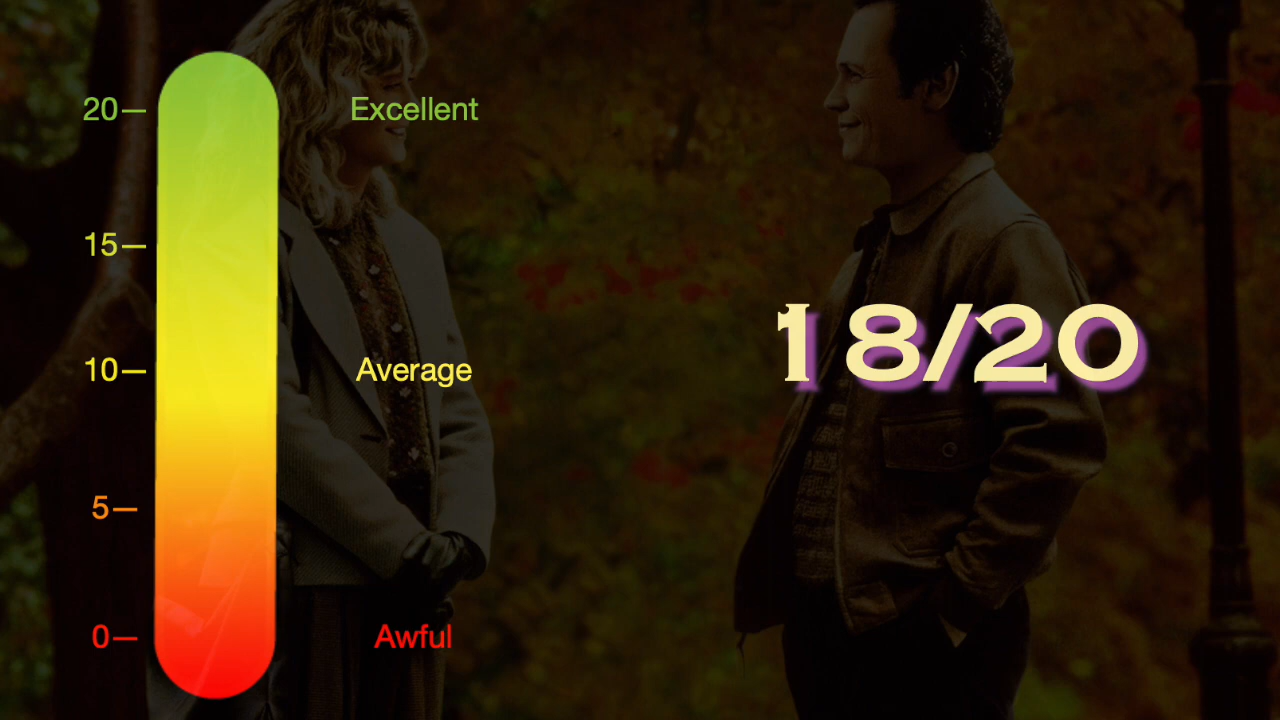 20— Excellent
15—
10— Average
18/20
5—
0— Awful